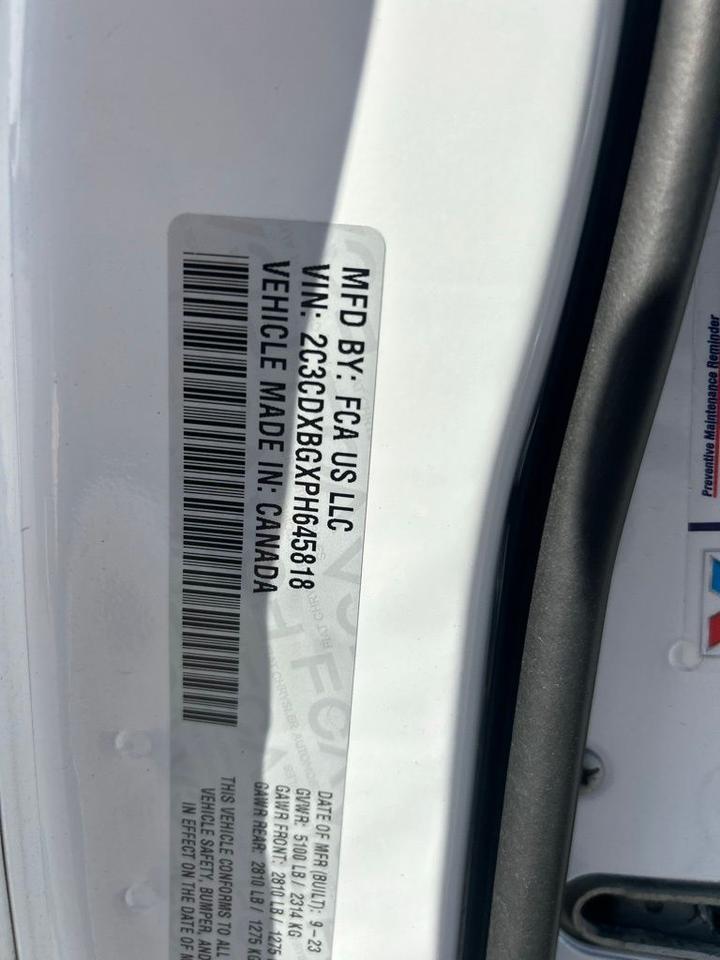 MFD BY: FCA US LLC
VIN: 2C3CDXBGXPH645818
VEHICLE MADE IN: CANADA
DATE OF MFR (BUILT): 9-23
GVWR: 5100 LB / 2314 KG
GAWR FRONT: 2810 LB / 1275
GAWR REAR: 2810 LB / 1275 KG
THIS VEHICLE CONFORMS TO ALL
VEHICLE SAFETY, BUMPER, AND
IN EFFECT ON THE DATE OF
Preventive Maintenance Reminder